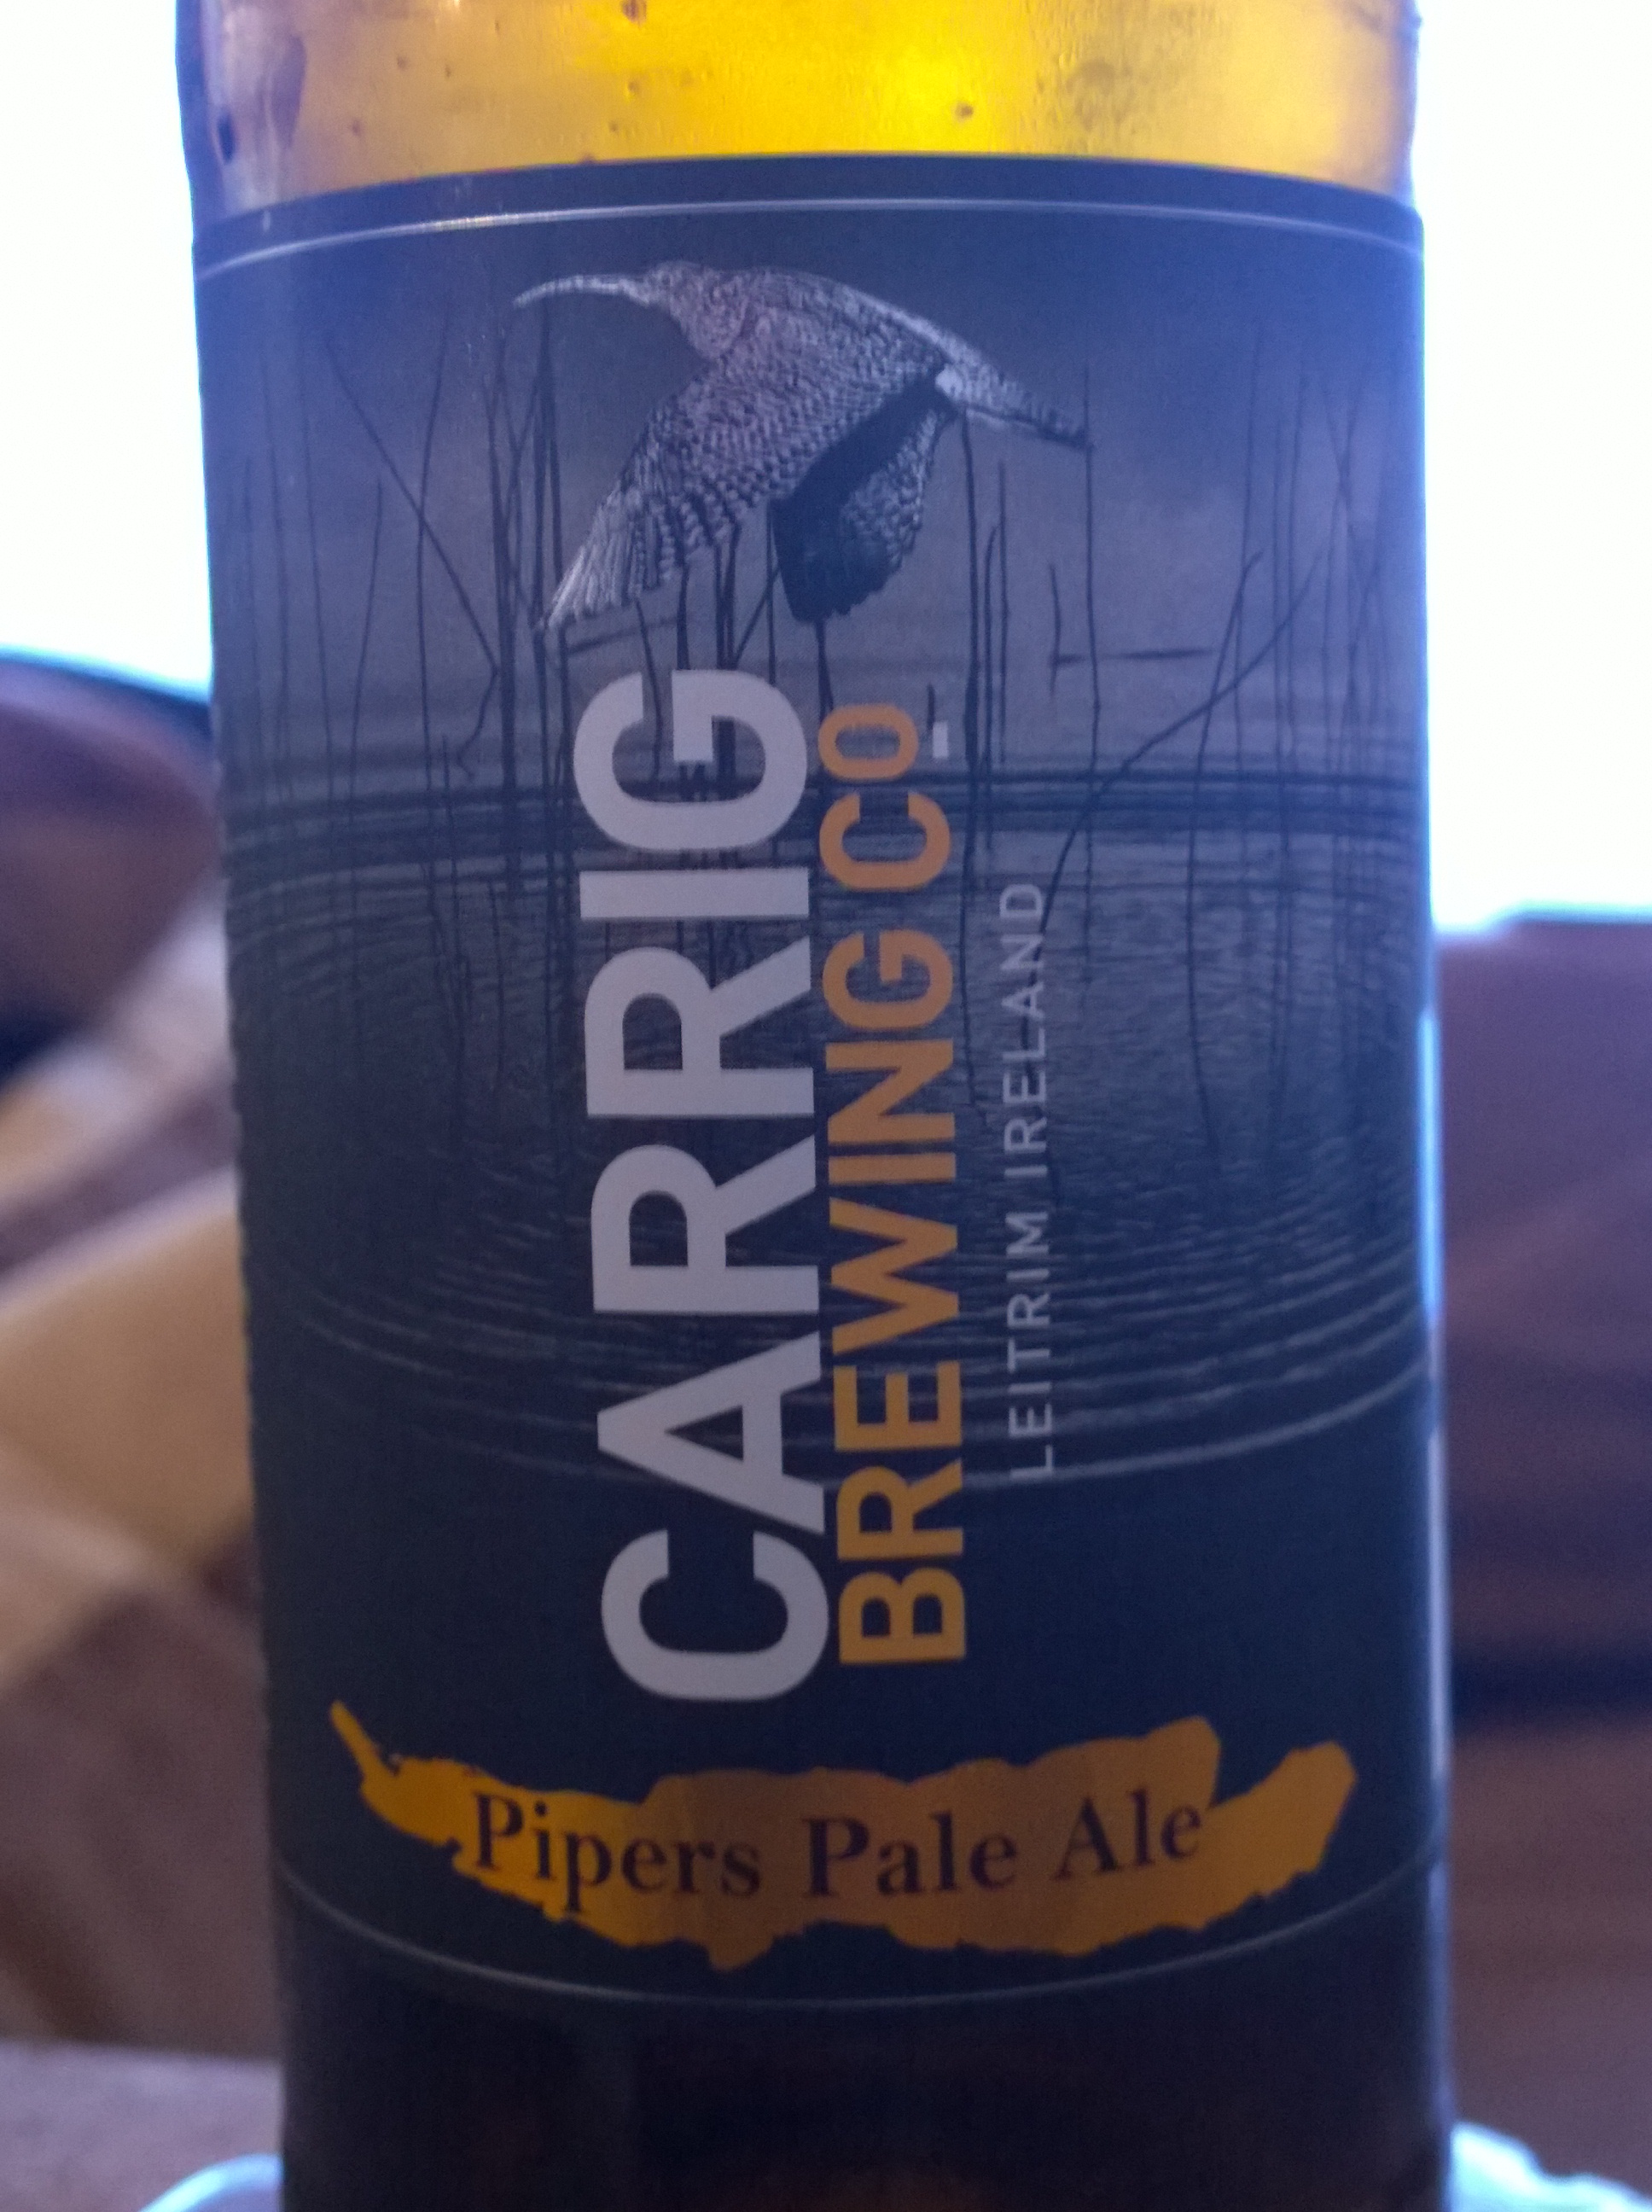 CARRIG
BREWING CO
LEITRIM IRELAND
Pipers Pale Ale